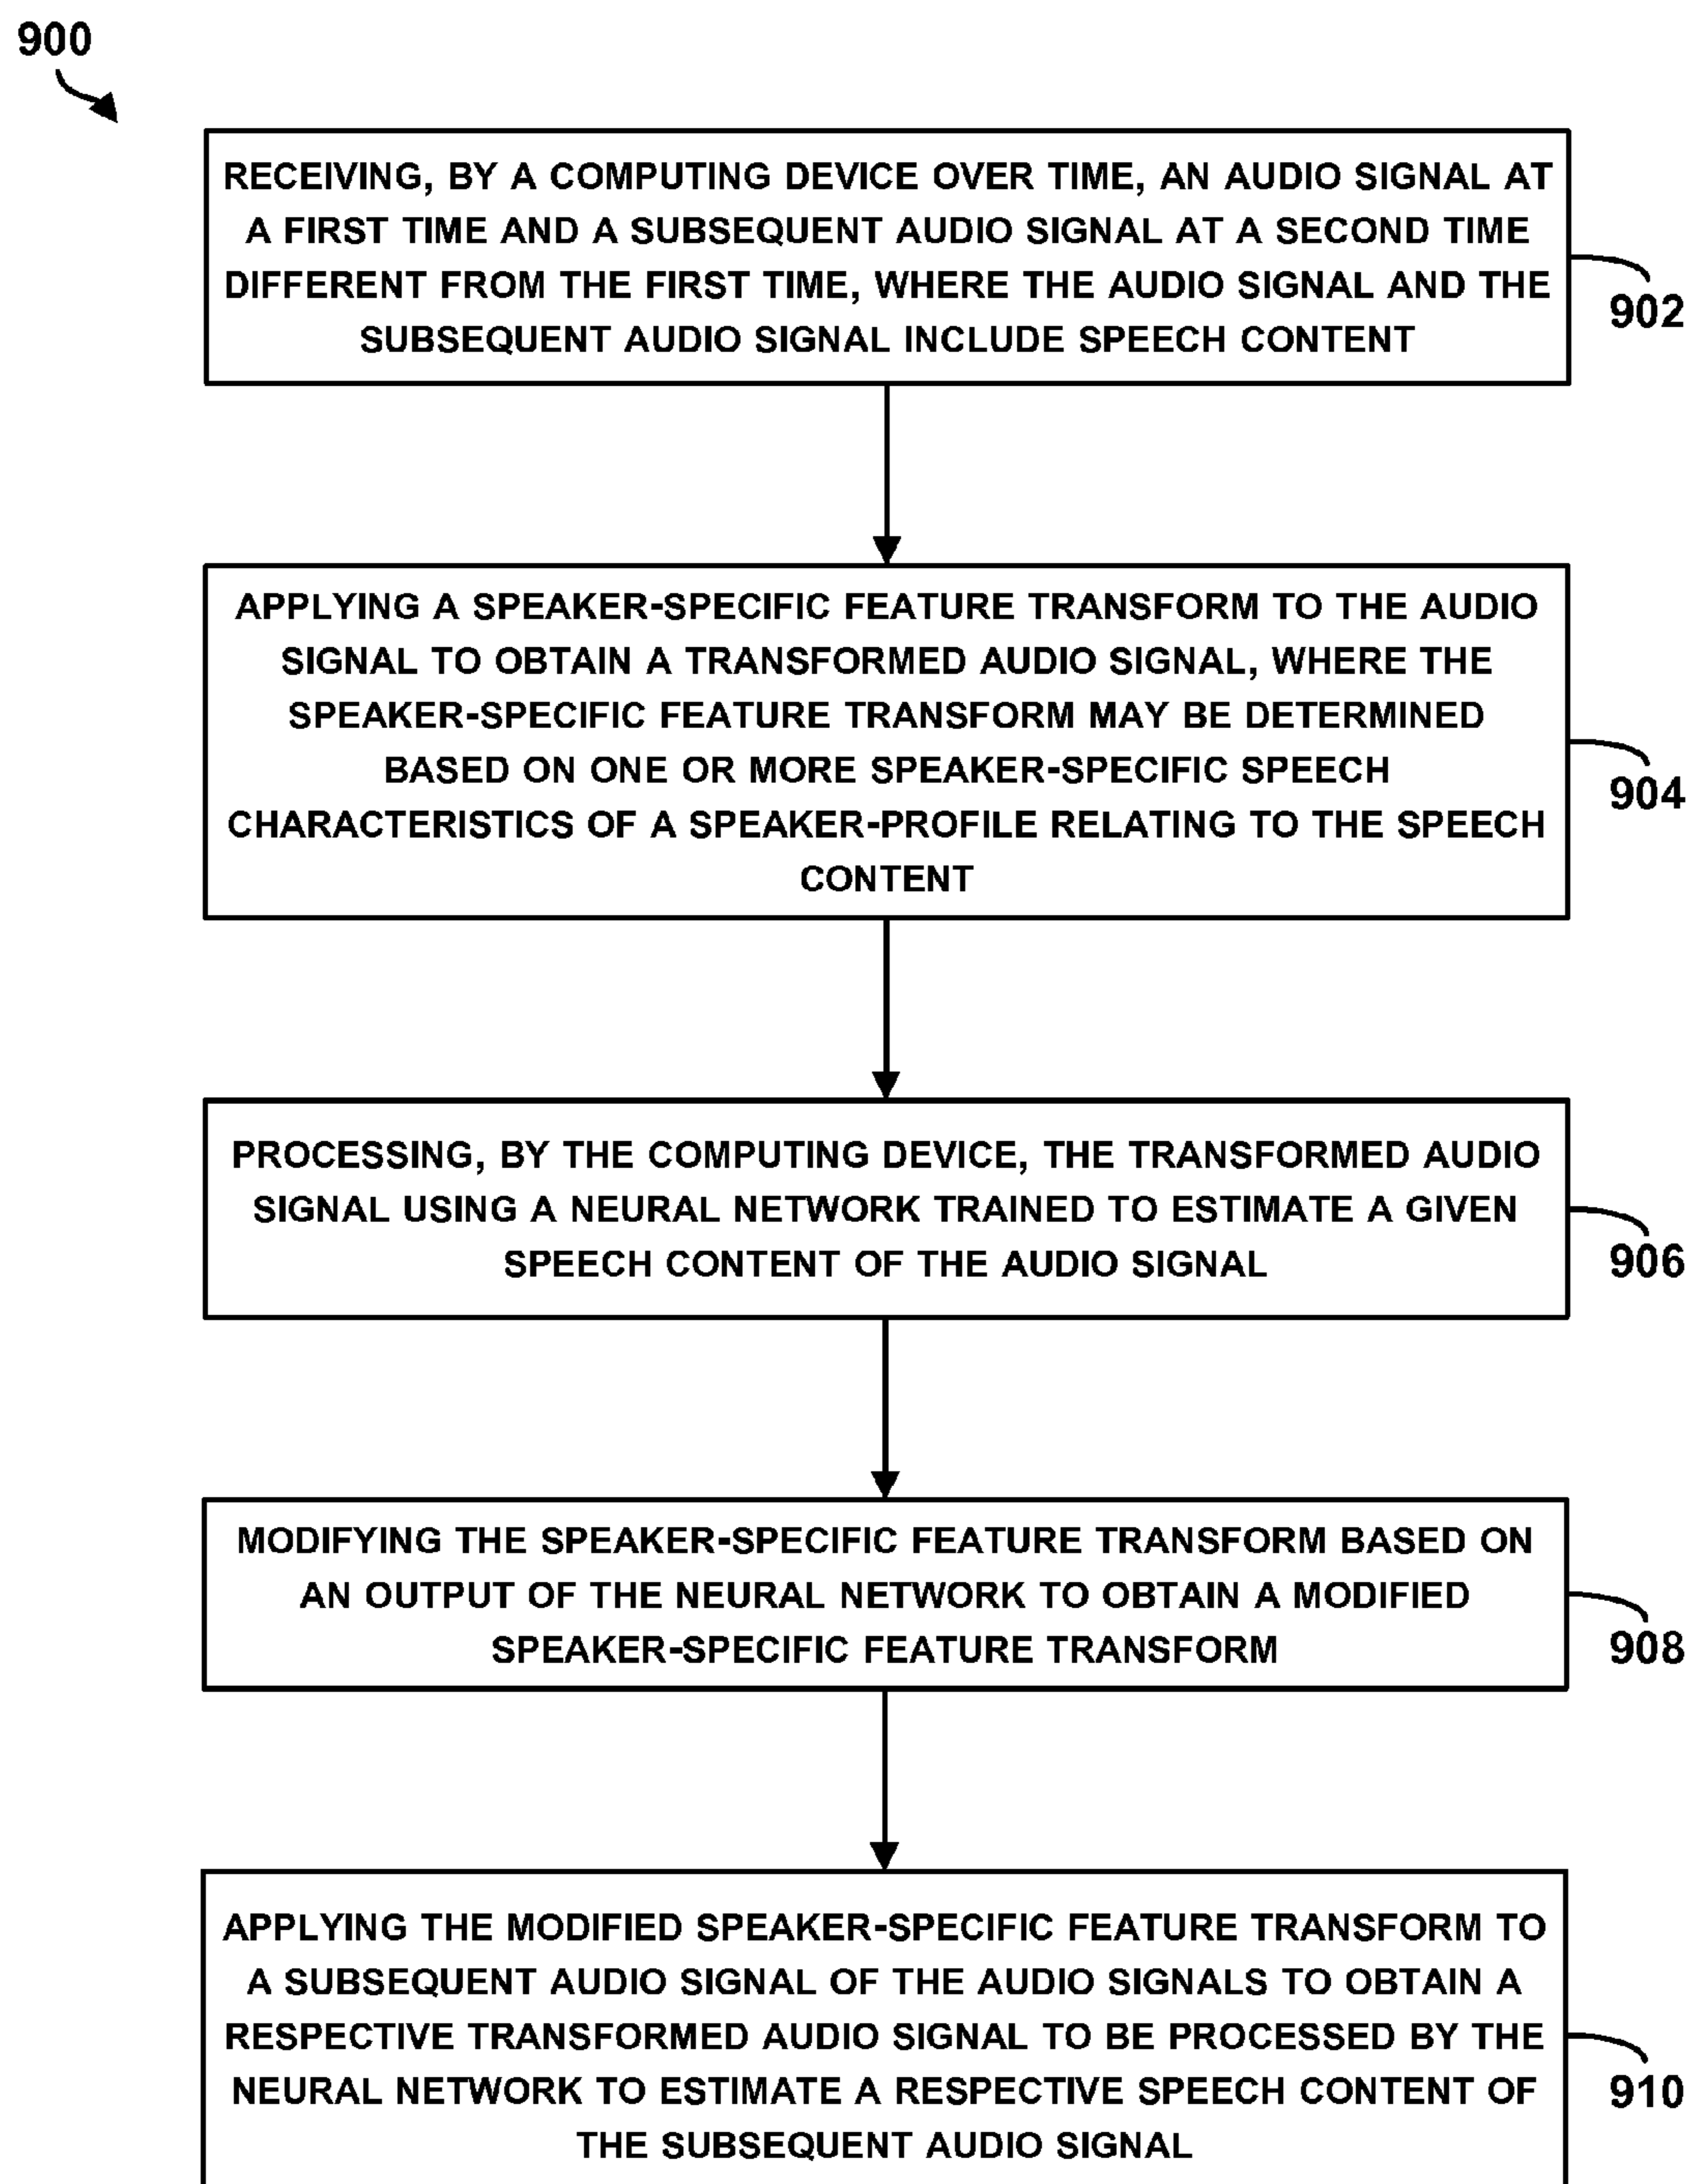 900
RECEIVING, BY A COMPUTING DEVICE OVER TIME, AN AUDIO SIGNAL AT
A FIRST TIME AND A SUBSEQUENT AUDIO SIGNAL AT A SECOND TIME
DIFFERENT FROM THE FIRST TIME, WHERE THE AUDIO SIGNAL AND THE
SUBSEQUENT AUDIO SIGNAL INCLUDE SPEECH CONTENT
902
APPLYING A SPEAKER-SPECIFIC FEATURE TRANSFORM TO THE AUDIO
SIGNAL TO OBTAIN A TRANSFORMED AUDIO SIGNAL, WHERE THE
SPEAKER-SPECIFIC FEATURE TRANSFORM MAY BE DETERMINED
BASED ON ONE OR MORE SPEAKER-SPECIFIC SPEECH
CHARACTERISTICS OF A SPEAKER-PROFILE RELATING TO THE SPEECH
CONTENT
904
PROCESSING, BY THE COMPUTING DEVICE, THE TRANSFORMED AUDIO
SIGNAL USING A NEURAL NETWORK TRAINED TO ESTIMATE A GIVEN
SPEECH CONTENT OF THE AUDIO SIGNAL
906
MODIFYING THE SPEAKER-SPECIFIC FEATURE TRANSFORM BASED ON
AN OUTPUT OF THE NEURAL NETWORK TO OBTAIN A MODIFIED
SPEAKER-SPECIFIC FEATURE TRANSFORM
908
APPLYING THE MODIFIED SPEAKER-SPECIFIC FEATURE TRANSFORM TO
A SUBSEQUENT AUDIO SIGNAL OF THE AUDIO SIGNALS TO OBTAIN A
RESPECTIVE TRANSFORMED AUDIO SIGNAL TO BE PROCESSED BY THE
NEURAL NETWORK TO ESTIMATE A RESPECTIVE SPEECH CONTENT OF
THE SUBSEQUENT AUDIO SIGNAL
910